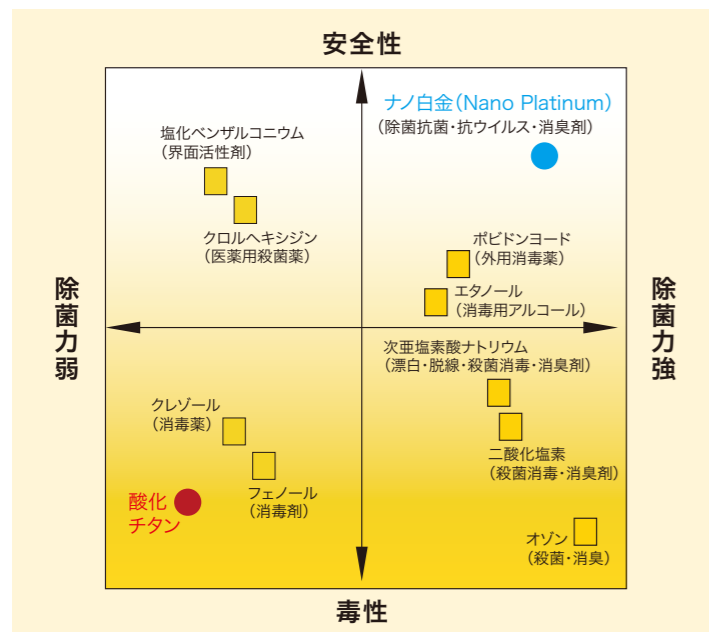 安全性
ナノ白金(Nano Platinum)
(除菌抗菌・抗ウイルス・消臭剤)
塩化ベンザルコニウム
(界面活性剤)
クロルヘキシジン
(医薬用殺菌薬)
ポビドンヨード
(外用消毒薬)
エタノール
(消毒用アルコール)
除菌力弱
除菌力強
次亜塩素酸ナトリウム
(漂白・脱線・殺菌消毒・消臭剤)
クレゾール
(消毒薬)
二酸化塩素
(殺菌消毒・消臭剤)
フェノール
(消毒剤)
酸化
チタン
オゾン
(殺菌・消臭)
毒性